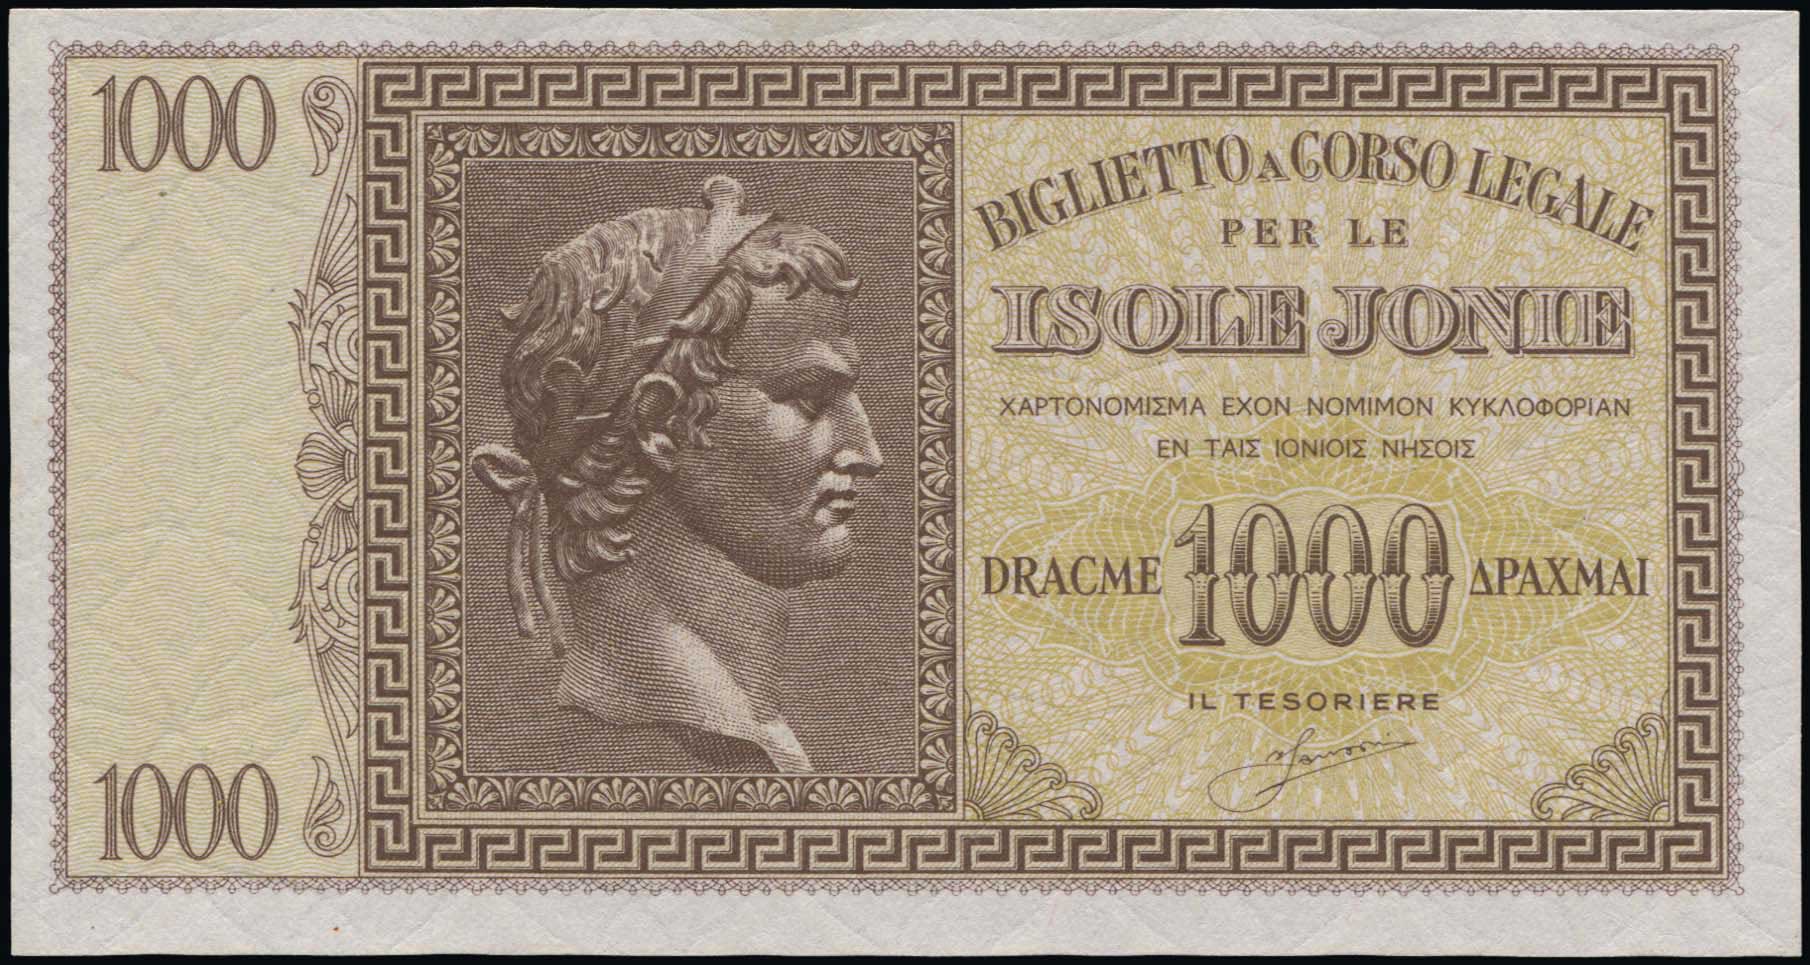 1000
BIGLIETTO A CORSO LEGALE
PER LE
ISOLE JONIE
ΧΑΡΤΟΝΟΜΙΣΜΑ ΕΧΟΝ ΝΟΜΙΜΟΝ ΚΥΚΛΟΦΟΡΙΑΝ
ΕΝ ΤΑΙΣ ΙΟΝΙΟΙΣ ΝΗΣΟΙΣ
DRACME 1000 ΔΡΑΧΜΑΙ
IL TESORIERE
1000